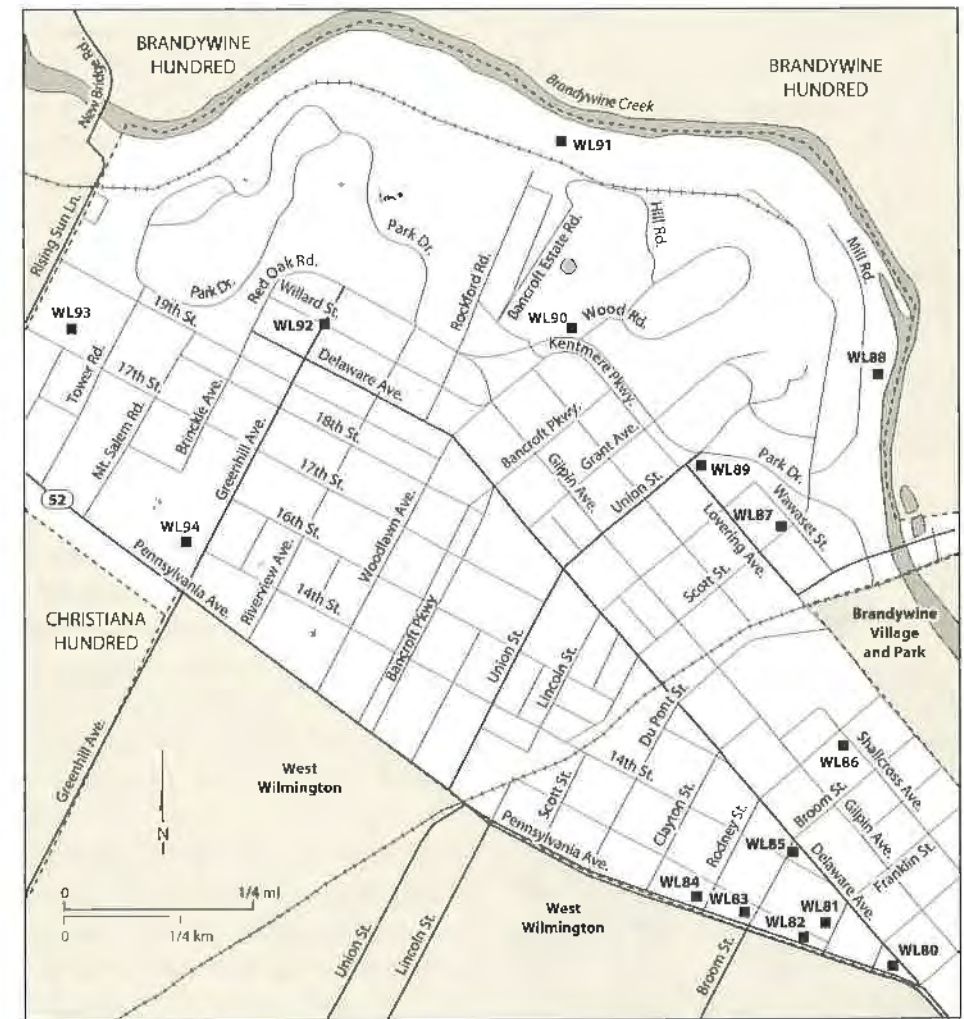 BRANDYWINE
HUNDRED
BRANDYWINE
HUNDRED
New Bridge Rd.
Brandywine Creek
WL91
Rising Sun Ln.
Park Dr.
Park Dr.
Red Oak Rd.
Willard St.
Rockford Rd.
Bancroft Estate Rd.
Hill Rd.
Mill Rd.
WL93
19th St.
WL92
WL90
Wood Rd.
Kentmere Pkwy.
WL88
Tower Rd.
17th St.
Mt. Salem Rd.
Brinckle Ave.
Delaware Ave.
18th St.
Greenhill Ave.
17th St.
Bancroft Pkwy.
Gilpin Ave.
Grant Ave.
Union St.
WL89
Park Dr.
Wawaset St.
WL87
Lovering Ave.
Scott St.
52
WL94
16th St.
Woodlawn Ave.
Riverview Ave.
14th St.
Pennsylvania Ave.
Bancroft Pkwy
Union St.
Lincoln St.
CHRISTIANA
HUNDRED
Brandywine
Village
and Park
Du Pont St.
14th St.
Greenhill Ave.
West
Wilmington
Scott St.
Pennsylvania Ave.
Clayton St.
Rodney St.
WL86
Shallcross Ave.
Broom St.
Gilpin Ave.
WL85
Delaware Ave.
Franklin St.
N
WL84
WL83
WL81
WL82
WL80
West
Wilmington
Union St.
Lincoln St.
Broom St.
0
1/4 mi
0
1/4 km